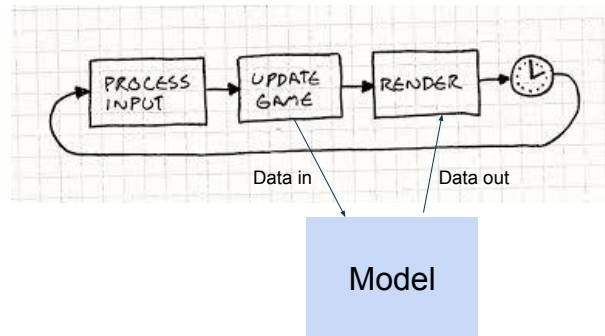 PROCESS
INPUT
UPDATE
GAME
RENDER
Data in
Data out
Model